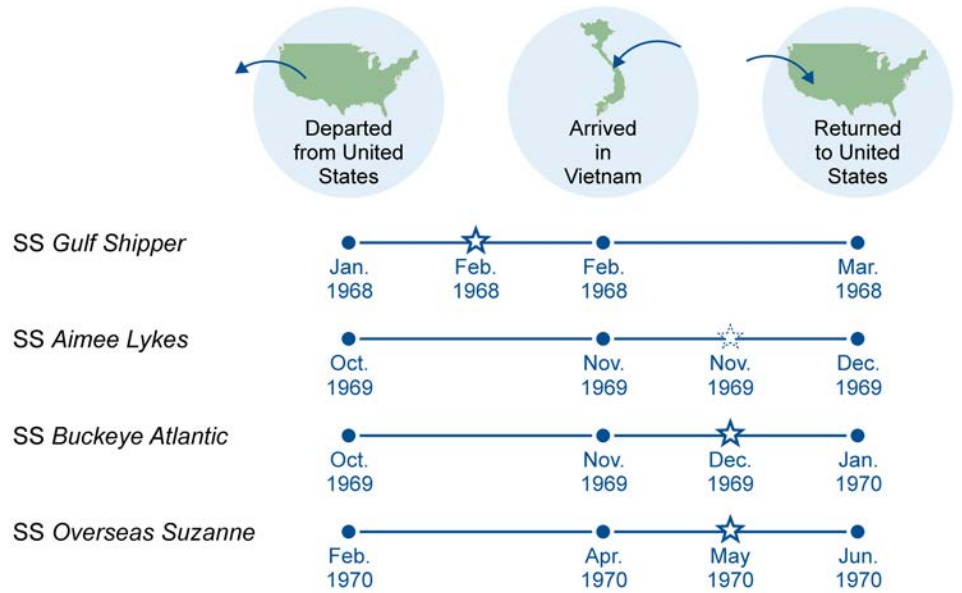 Departed
from United
States
Arrived
in
Vietnam
Returned
to United
States
SS Gulf Shipper
Jan.
1968
Feb.
1968
Feb.
1968
Mar.
1968
SS Aimee Lykes
Oct.
1969
Nov.
1969
Nov.
1969
Dec.
1969
SS Buckeye Atlantic
Oct.
1969
Nov.
1969
Dec.
1969
Jan.
1970
SS Overseas Suzanne
Feb.
1970
Apr.
1970
May
1970
Jun.
1970